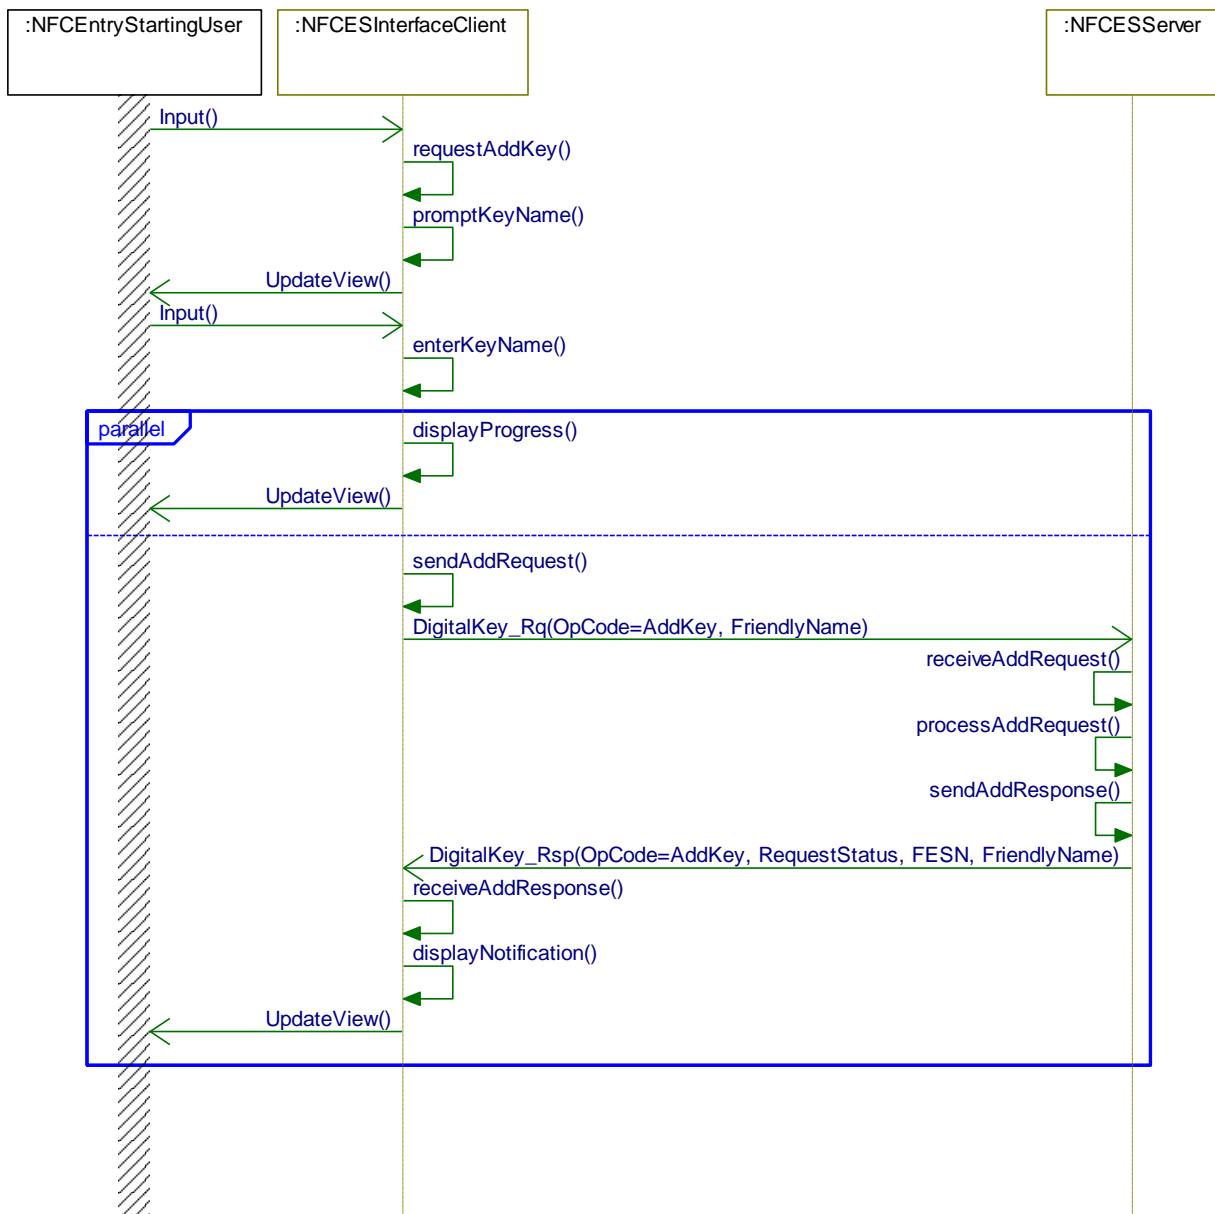 :NFCEntryStartingUser
:NFCESInterfaceClient
:NFCESServer
Input()
requestAddKey()
promptKeyName()
UpdateView()
Input()
enterKeyName()
parallel
displayProgress()
UpdateView()
sendAddRequest()
DigitalKey_Rq(OpCode=AddKey, FriendlyName)
receiveAddRequest()
processAddRequest()
sendAddResponse()
DigitalKey_Rsp(OpCode=AddKey, RequestStatus, FESN, FriendlyName)
receiveAddResponse()
displayNotification()
UpdateView()